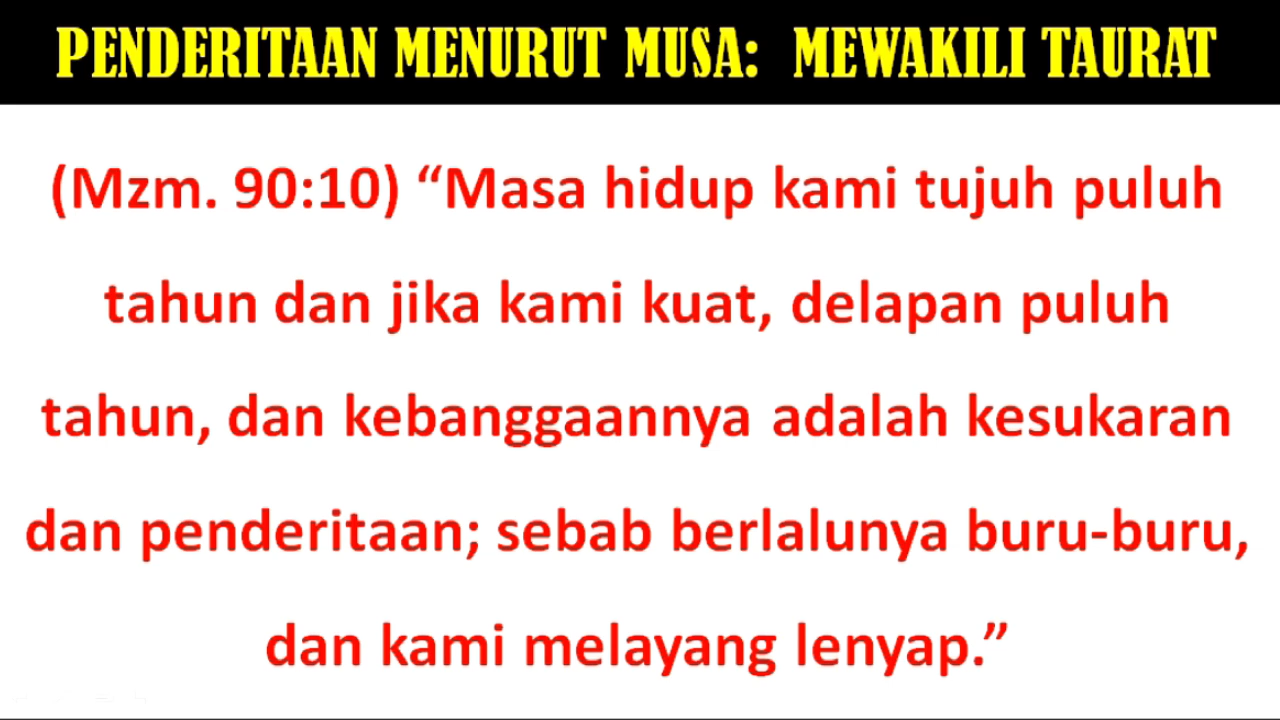 PENDERITAAN MENURUT MUSA: MEWAKILI TAURAT
(Mzm. 90:10) “Masa hidup kami tujuh puluh
tahun dan jika kami kuat, delapan puluh
tahun, dan kebanggaannya adalah kesukaran
dan penderitaan; sebab berlalunya buru-buru,
dan kami melayang lenyap.”